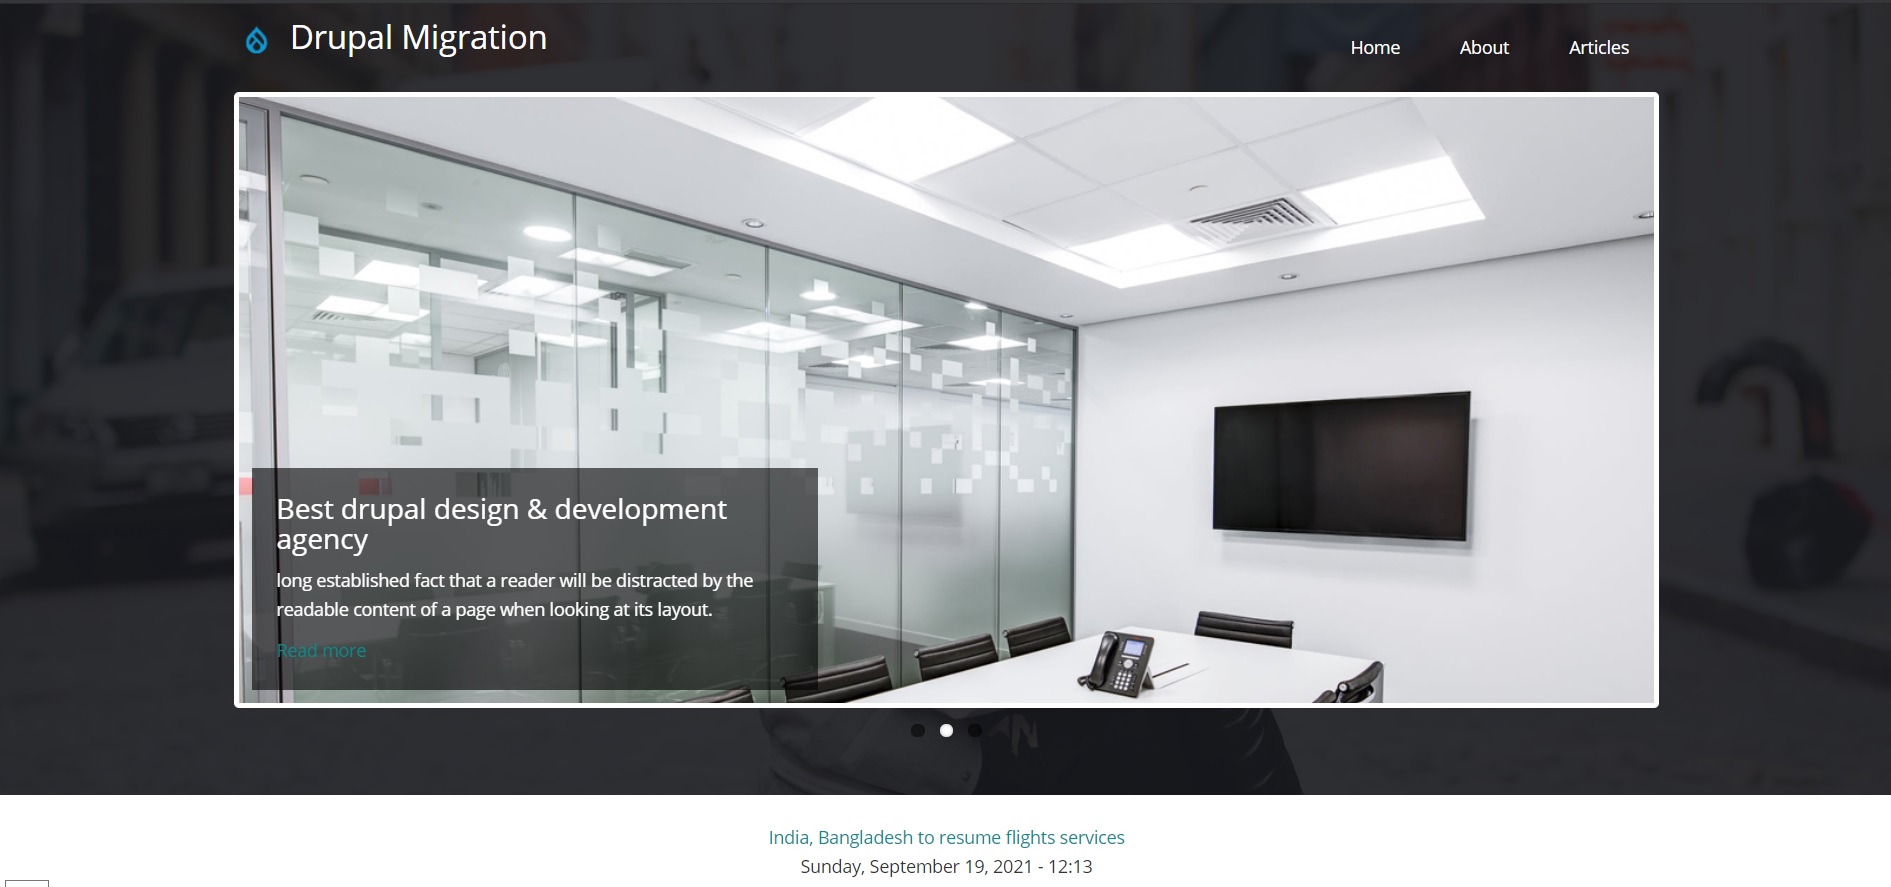 Drupal Migration
Home About Articles
Best drupal design & development
agency
long established fact that a reader will be distracted by the
readable content of a page when looking at its layout.
Read more
India, Bangladesh to resume flights services
Sunday, September 19, 2021 - 12:13